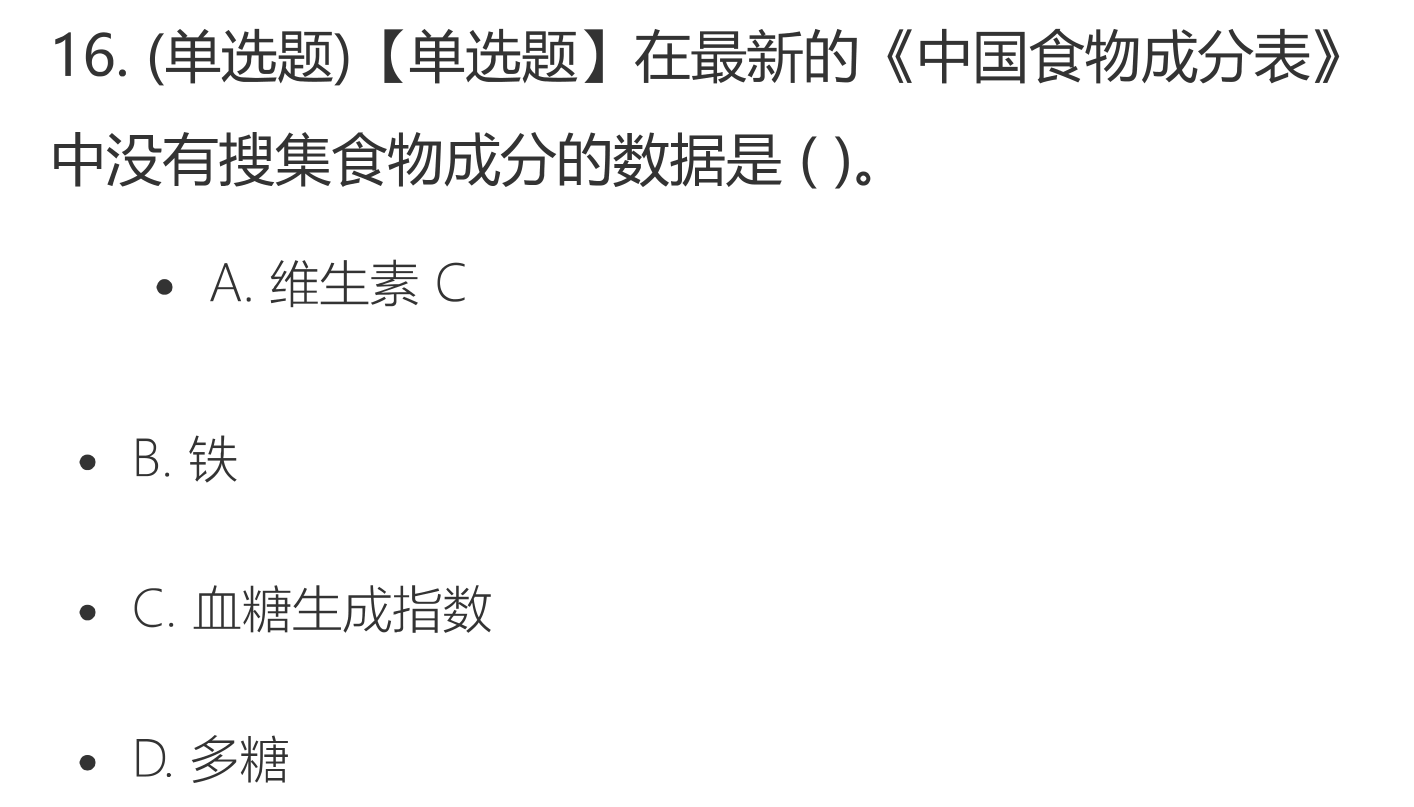 16. (单选题)【单选题】在最新的《中国食物成分表》
中没有搜集食物成分的数据是 ( )。
• A. 维生素 C
• B. 铁
• C. 血糖生成指数
• D. 多糖